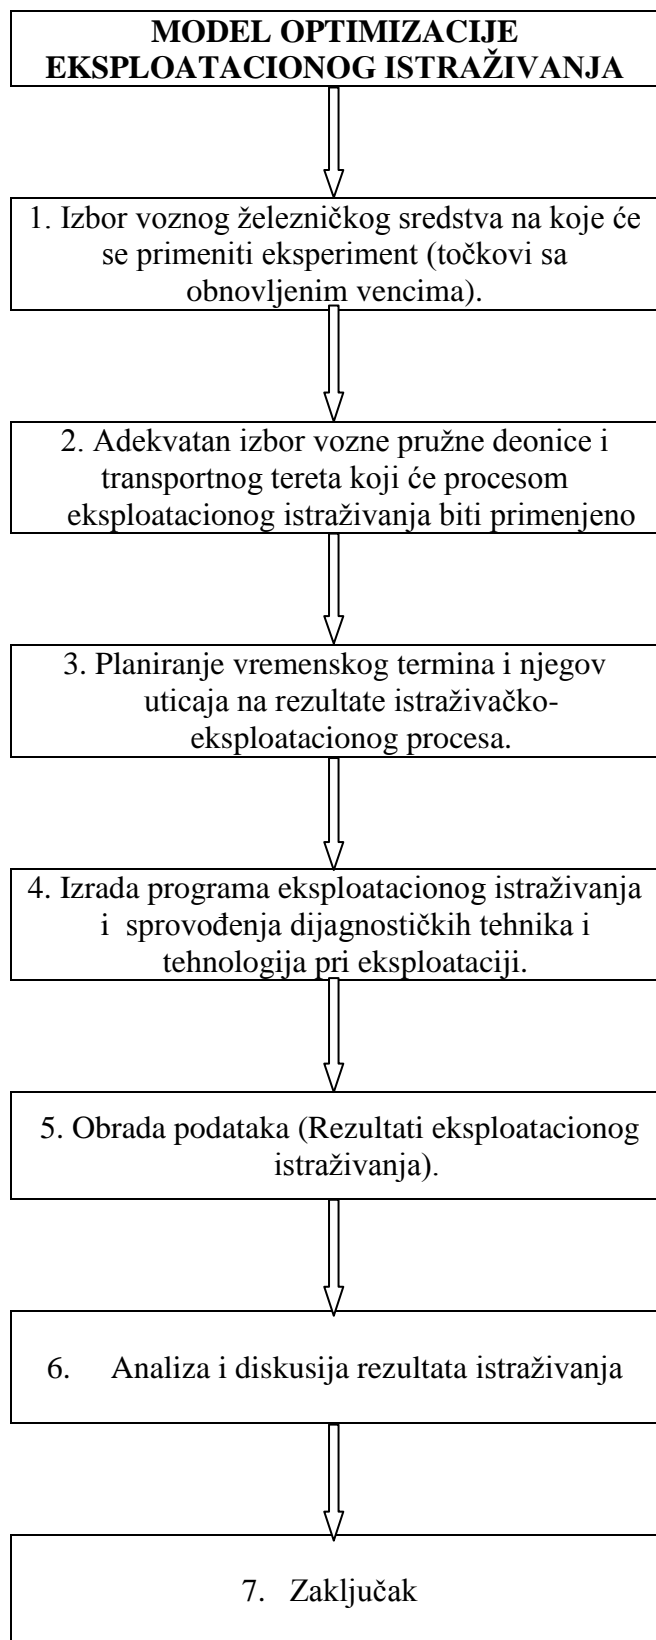 MODEL OPTIMIZACIJE
EKSPLOATACIONOG ISTRAŽIVANJA
1. Izbor voznog železničkog sredstva na koje će
se primeniti eksperiment (točkovi sa
obnovljenim vencima).
2. Adekvatan izbor vozne pružne deonice i
transportnog tereta koji će procesom
eksploatacionog istraživanja biti primenjeno
3. Planiranje vremenskog termina i njegov
uticaja na rezultate istraživačko-
eksploatacionog procesa.
4. Izrada programa eksploatacionog istraživanja
i sprovođenja dijagnostičkih tehnika i
tehnologija pri eksploataciji.
5. Obrada podataka (Rezultati eksploatacionog
istraživanja).
6. Analiza i diskusija rezultata istraživanja
7. Zaključak